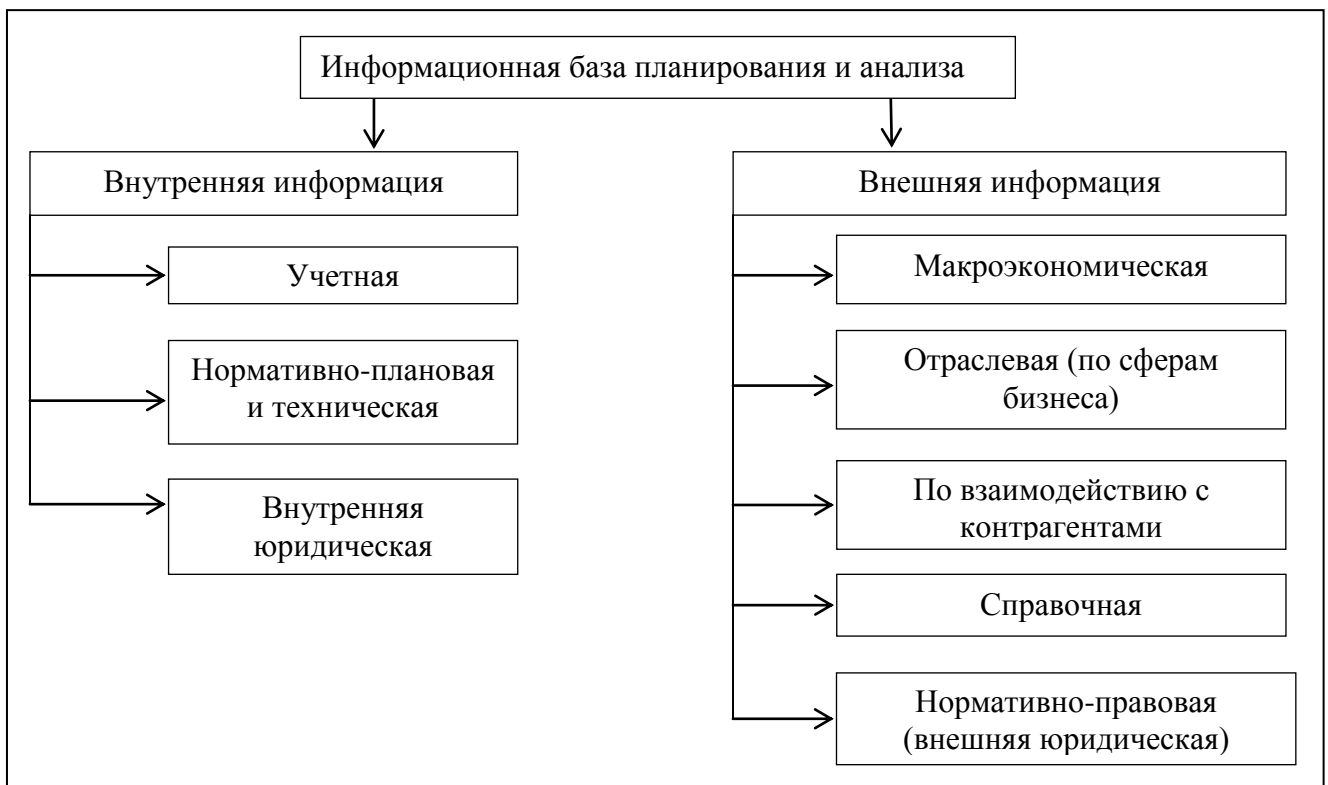 Информационная база планирования и анализа
Внутренняя информация
Учетная
Нормативно-плановая
и техническая
Внутренняя
юридическая
Внешняя информация
Макроэкономическая
Отраслевая (по сферам
бизнеса)
По взаимодействию с
контрагентами
Справочная
Нормативно-правовая
(внешняя юридическая)